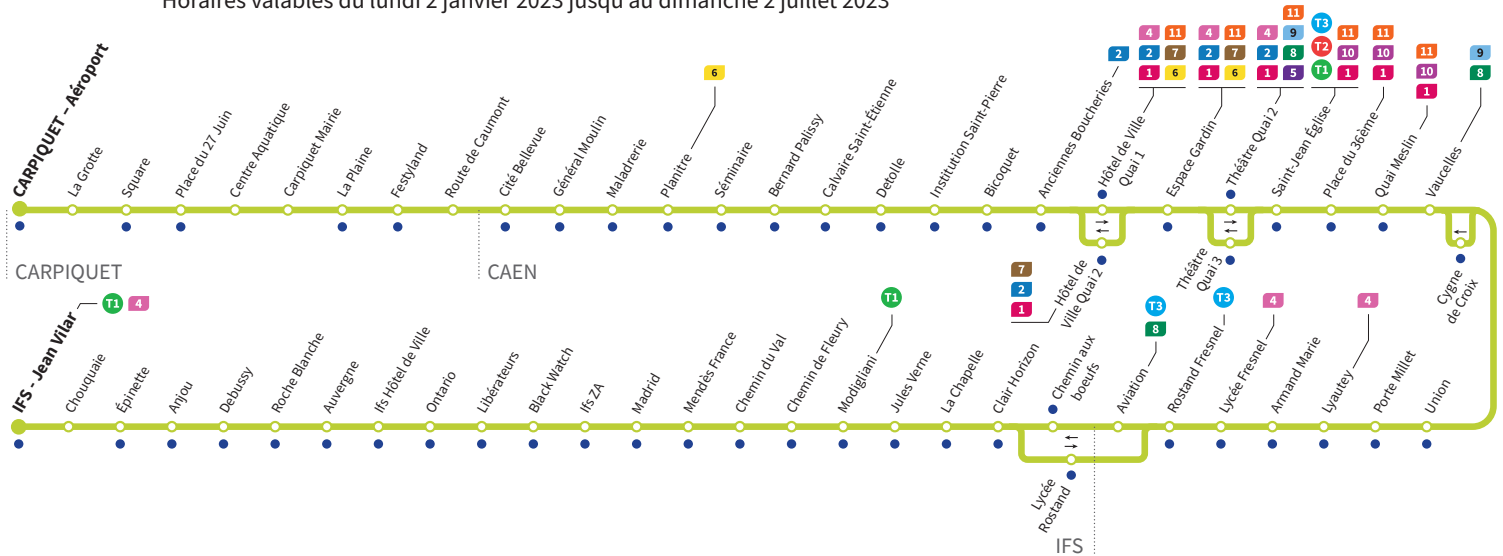 Horaires valables du lundi 2 janvier 2023 jusqu'au dimanche 2 juillet 2023
CARPIQUET – Aéroport
La Grotte
Square
Place du 27 Juin
Centre Aquatique
Carpiquet Mairie
La Plaine
Festyland
Route de Caumont
Cité Bellevue
Général Moulin
Maladrerie
Planitre
6
Séminaire
Bernard Palissy
Calvaire Saint-Étienne
Detolle
Institution Saint-Pierre
Bicoquet
Anciennes Boucheries
2
Hôtel de Ville
Quai 1
4 11
2 7
1 6
Espace Gardin
4 11
2 7
1 6
Théâtre Quai 2
11
4 9
2 8
1 5
Saint-Jean Église
T3
T2 11
10
T1 1
Place du 36ème
11
10
1
Quai Meslin
11
10
1
Vaucelles
9
8
CARPIQUET
CAEN
Hôtel de
Ville Quai 2
7
2
1
Théâtre
Quai 3
Cygne
de Croix
IFS - Jean Vilar
T1 4
Chouquaie
Épinette
Anjou
Debussy
Roche Blanche
Auvergne
Ifs Hôtel de Ville
Ontario
Libérateurs
Black Watch
Ifs ZA
Madrid
Mendès France
Chemin du Val
Chemin de Fleury
Modigliani
T1
Jules Verne
La Chapelle
Clair Horizon
Chemin aux
boeufs
Aviation
T3
8
Rostand Fresnel
T3
Lycée Fresnel
4
Armand Marie
Lyautey
4
Porte Millet
Union
Lycée
Rostand
IFS